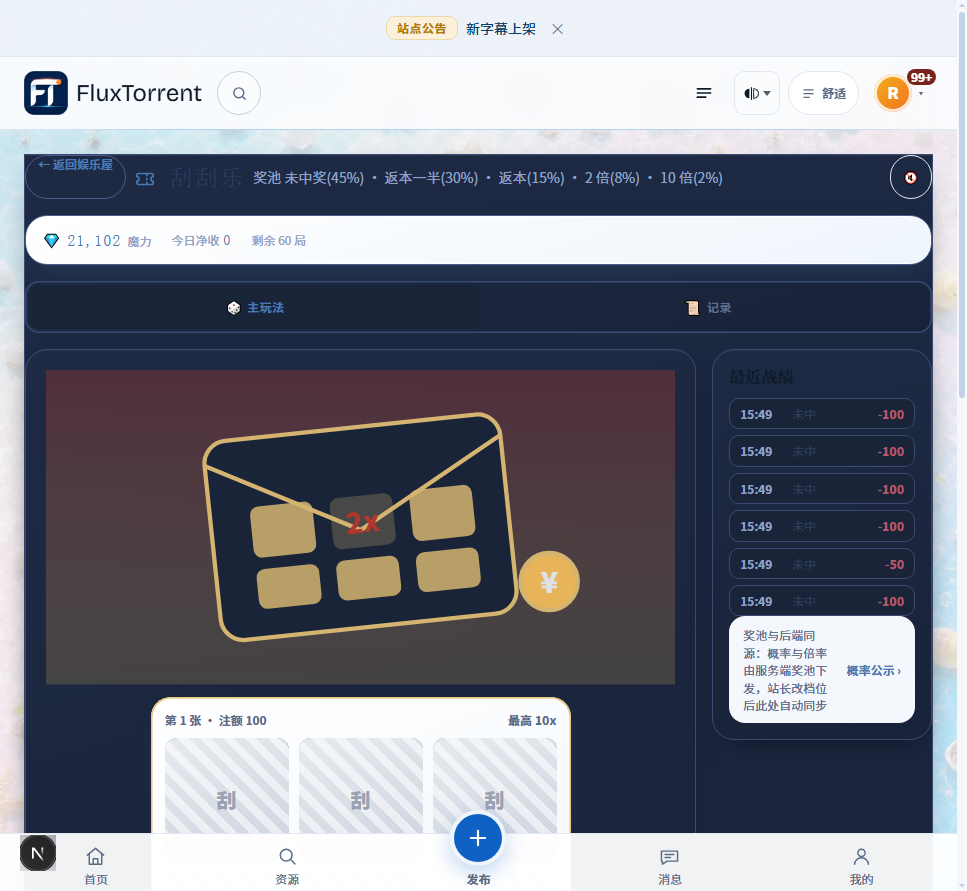 站点公告 新字幕上架
FT FluxTorrent
舒适
R 99+
← 返回娱乐屋
刮刮乐 奖池 未中奖(45%) • 返本一半(30%) • 返本(15%) • 2 倍(8%) • 10 倍(2%)
21,102 魔力 今日净收 0 剩余 60 局
主玩法 记录
最近战绩
15:49 未中 -100
15:49 未中 -100
15:49 未中 -100
15:49 未中 -100
15:49 未中 -50
15:49 未中 -100
2x
¥
奖池与后端同
源：概率与倍率
由服务端奖池下
发，站长改档位
后此处自动同步
概率公示 ›
第 1 张 • 注额 100 最高 10x
刮 刮 刮
N
首页 资源 发布 消息 我的